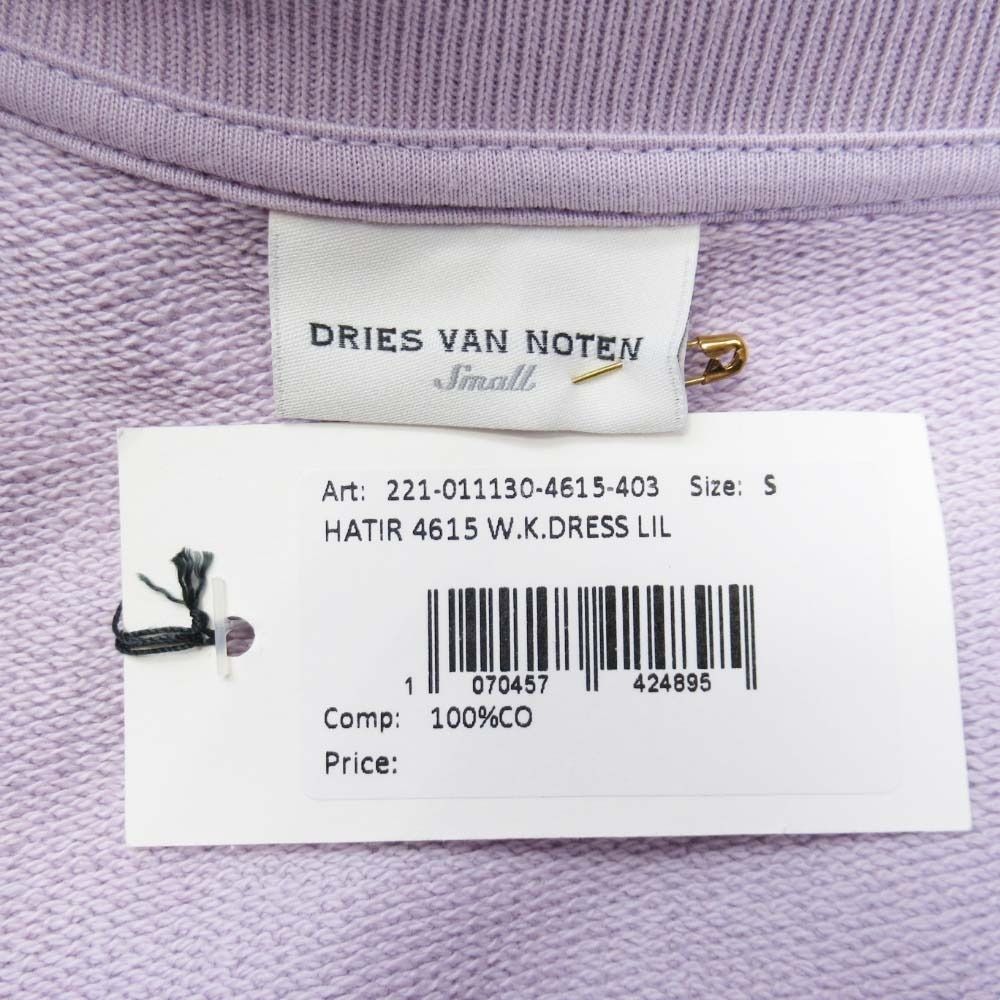 DRIES VAN NOTEN
Small
Art: 221-011130-4615-403 Size: S
HATIR 4615 W.K.DRESS LIL
1 070457 424895
Comp: 100%CO
Price: